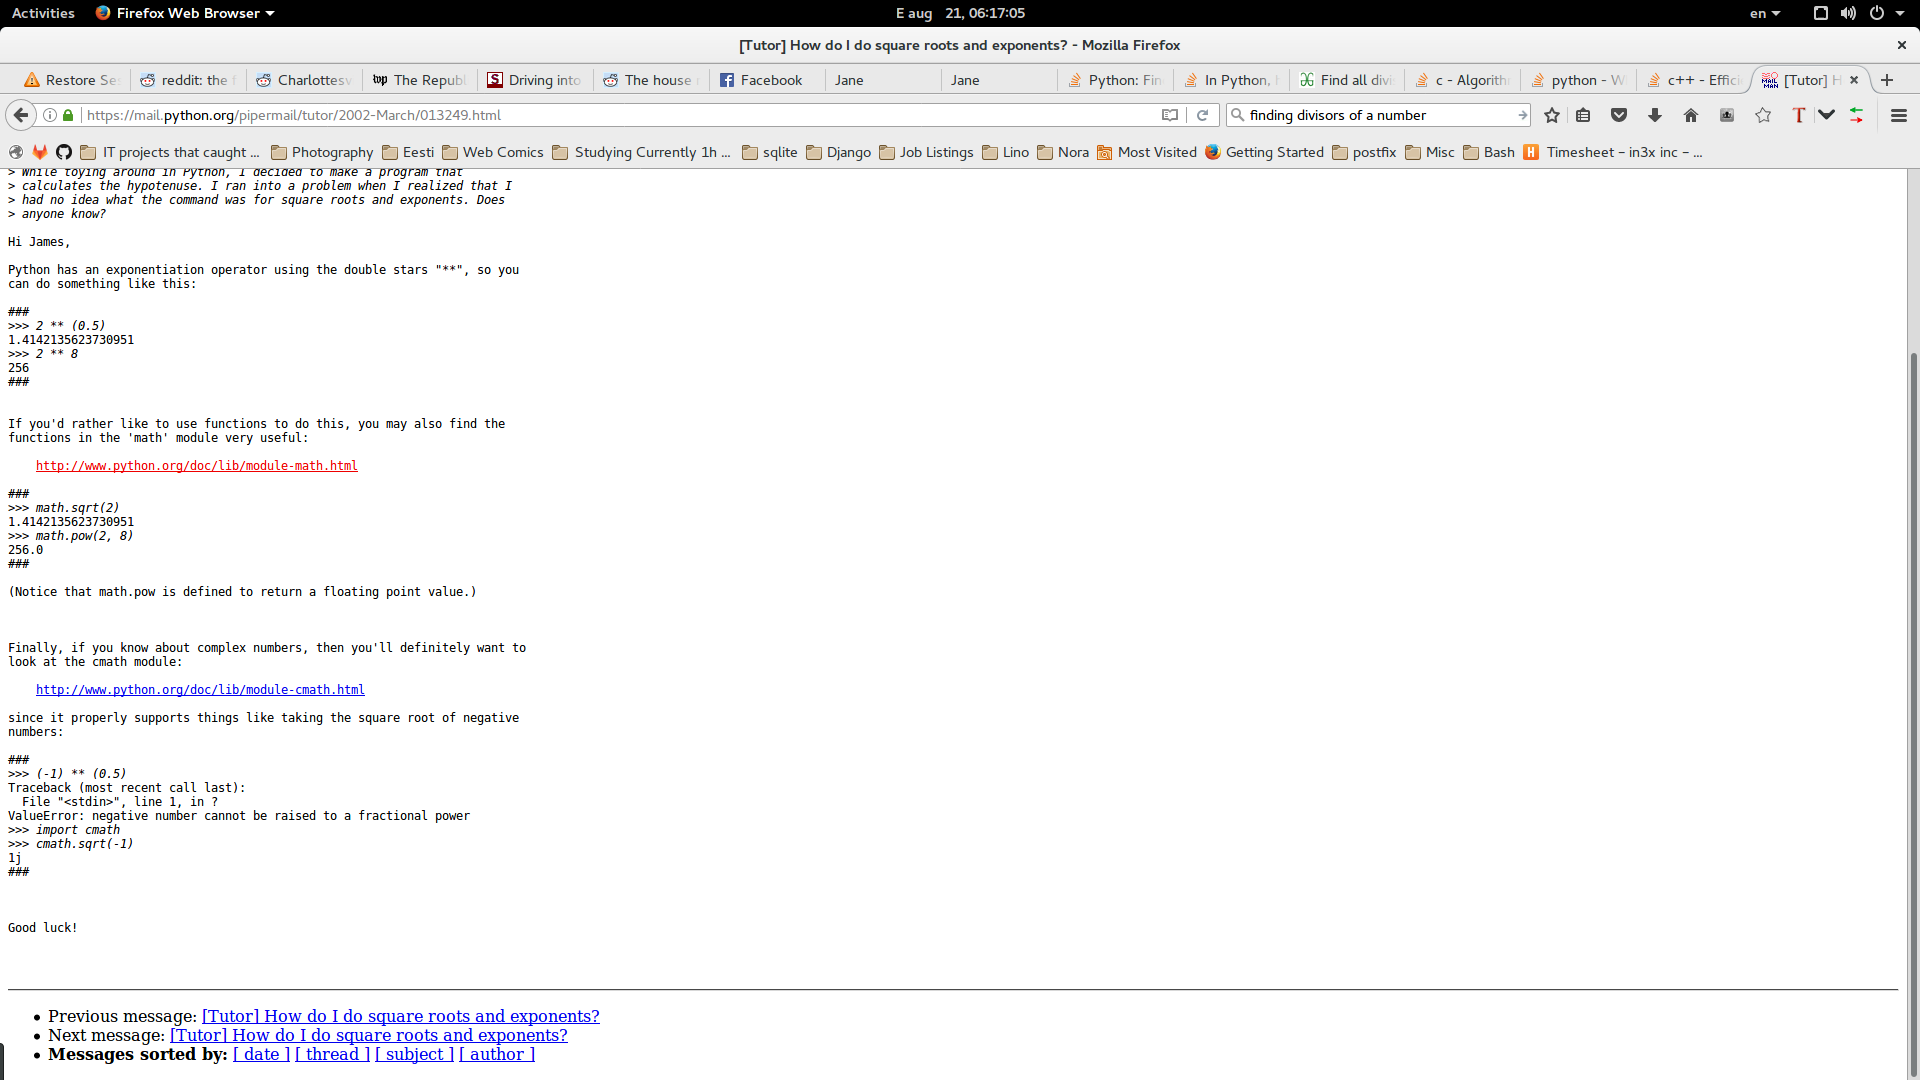 Activities Firefox Web Browser E aug 21, 06:17:05 en
[Tutor] How do I do square roots and exponents? - Mozilla Firefox
Restore Se reddit: the f Charlottesv The Republ Driving into The house Facebook Jane Jane Python: Fin In Python, Find all divi c - Algorith python - W c++ - Effici [Tutor] H
https://mail.python.org/pipermail/tutor/2002-March/013249.html finding divisors of a number
IT projects that caught ... Photography Eesti Web Comics Studying Currently 1h ... sqlite Django Job Listings Lino Nora Most Visited Getting Started postfix Misc Bash Timesheet – in3x inc – ...
> While toying around in Python, I decided to make a program that
> calculates the hypotenuse. I ran into a problem when I realized that I
> had no idea what the command was for square roots and exponents. Does
> anyone know?
Hi James,
Python has an exponentiation operator using the double stars "**", so you
can do something like this:
###
>>> 2 ** (0.5)
1.4142135623730951
>>> 2 ** 8
256
###
If you'd rather like to use functions to do this, you may also find the
functions in the 'math' module very useful:
http://www.python.org/doc/lib/module-math.html
###
>>> math.sqrt(2)
1.4142135623730951
>>> math.pow(2, 8)
256.0
###
(Notice that math.pow is defined to return a floating point value.)
Finally, if you know about complex numbers, then you'll definitely want to
look at the cmath module:
http://www.python.org/doc/lib/module-cmath.html
since it properly supports things like taking the square root of negative
numbers:
###
>>> (-1) ** (0.5)
Traceback (most recent call last):
File "<stdin>", line 1, in ?
ValueError: negative number cannot be raised to a fractional power
>>> import cmath
>>> cmath.sqrt(-1)
1j
###
Good luck!
Previous message: [Tutor] How do I do square roots and exponents?
Next message: [Tutor] How do I do square roots and exponents?
Messages sorted by: [ date ] [ thread ] [ subject ] [ author ]